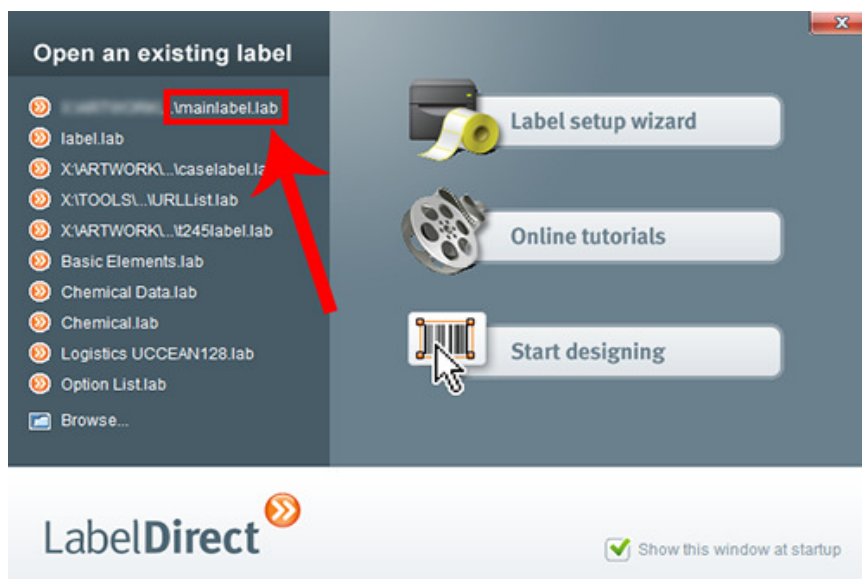 Open an existing label
\mainlabel.lab
label.lab
X:\ARTWORK\...\caselabel.la
X:\TOOLS\...\URLList.lab
X:\ARTWORK\...\t245label.lab
Basic Elements.lab
Chemical Data.lab
Chemical.lab
Logistics UCCEAN128.lab
Option List.lab
Browse...
Label setup wizard
Online tutorials
Start designing
LabelDirect
Show this window at startup